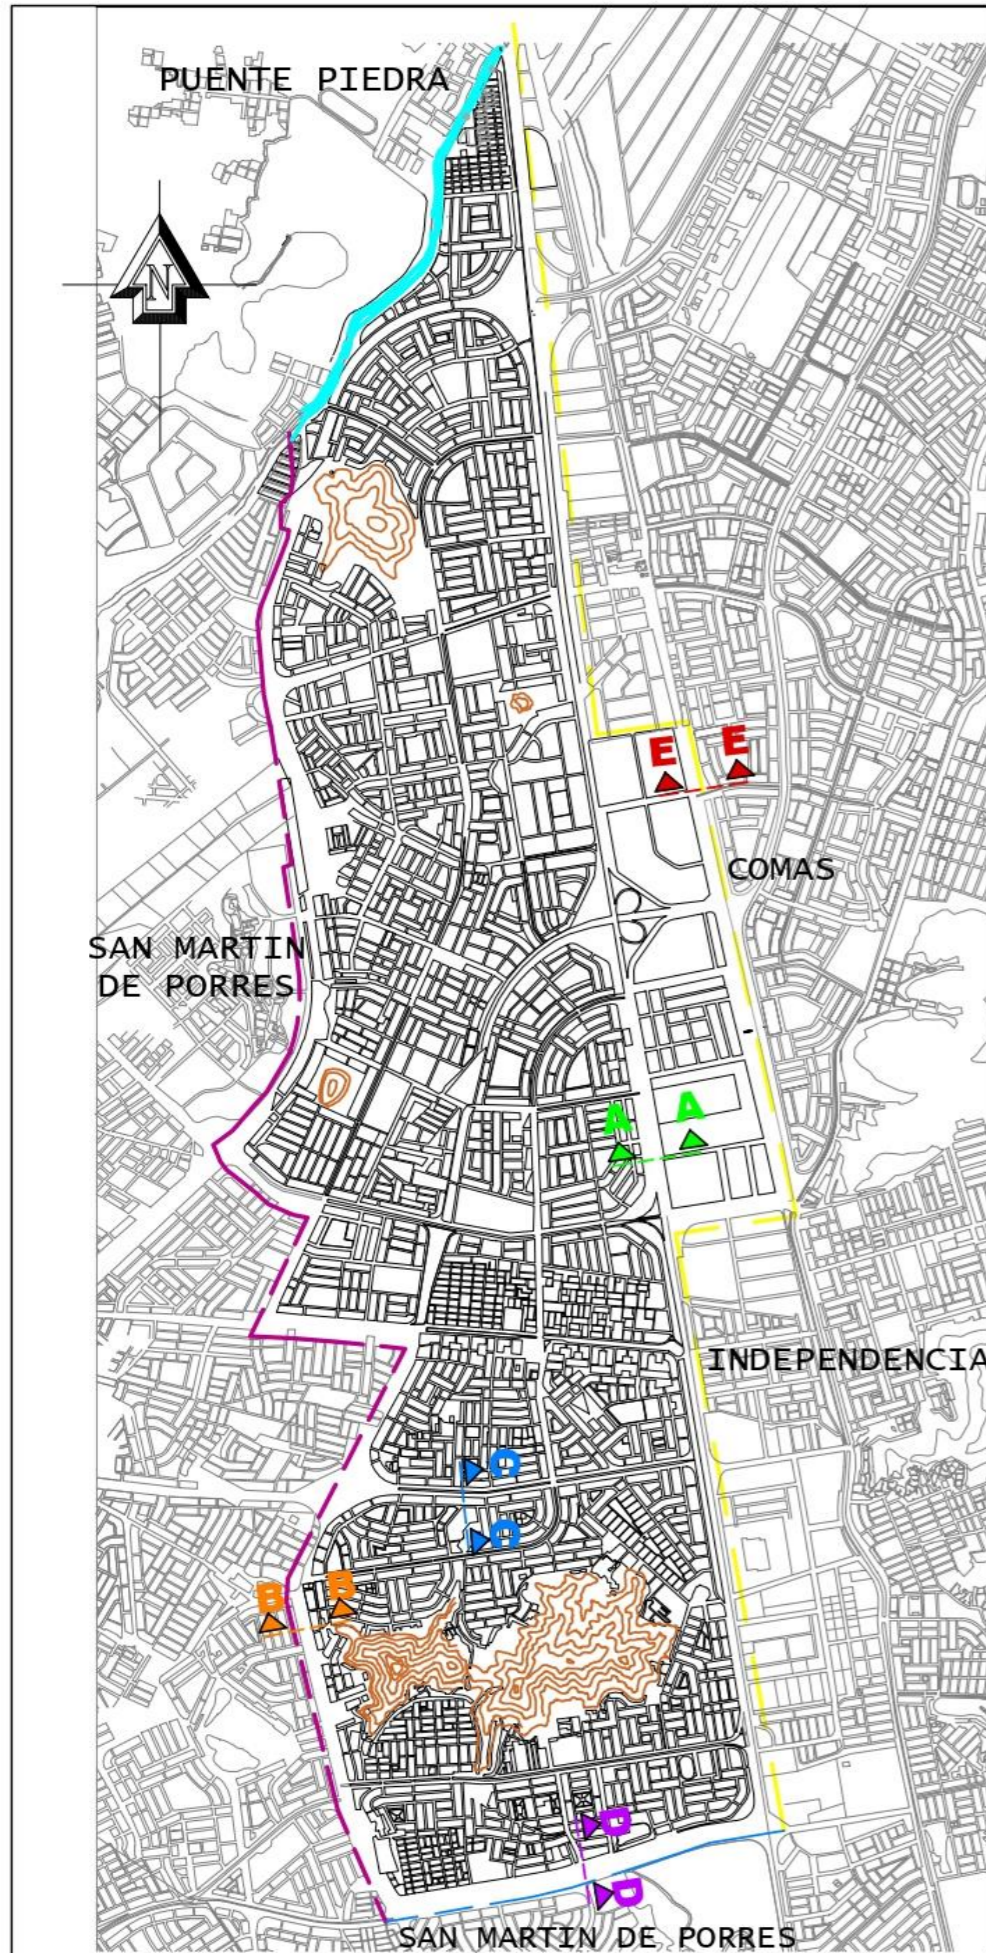 PUENTE PIEDRA
N
E E
COMAS
SAN MARTIN
DE PORRES
A A
INDEPENDENCIA
C
C
B B
D
D
SAN MARTIN DE PORRES